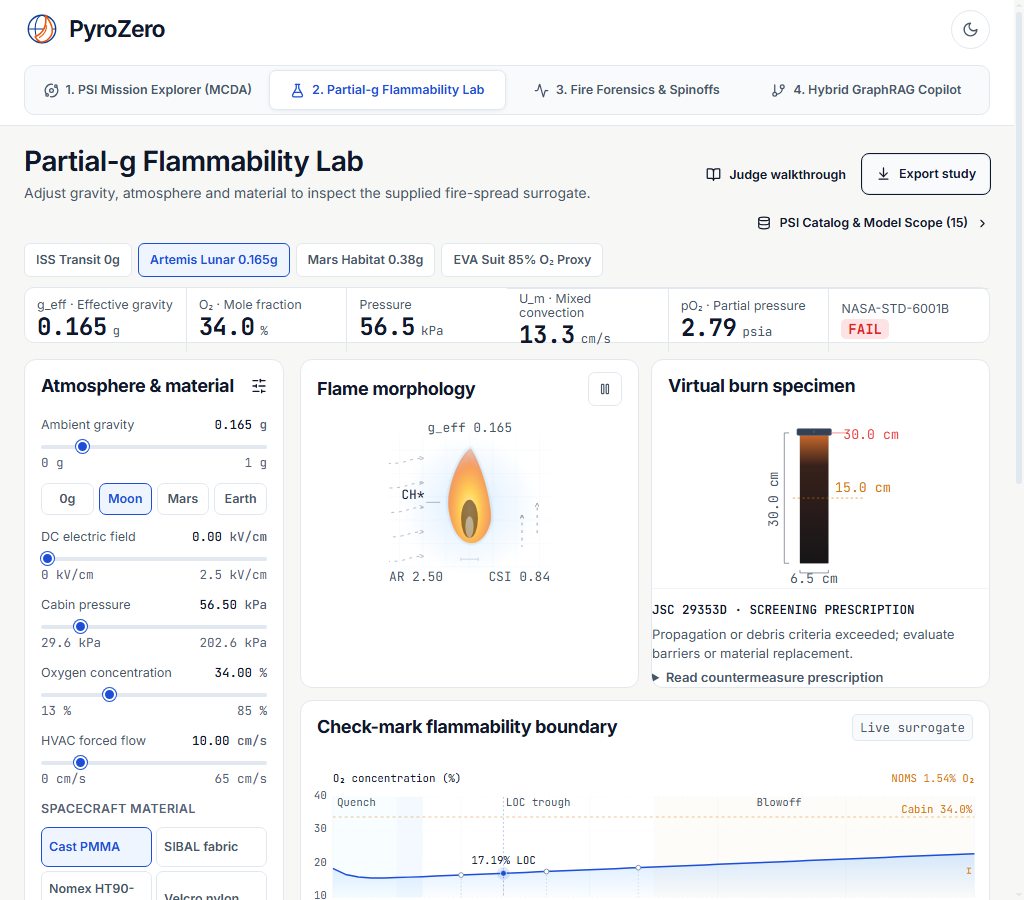 PyroZero
1. PSI Mission Explorer (MCDA)
2. Partial-g Flammability Lab
3. Fire Forensics & Spinoffs
4. Hybrid GraphRAG Copilot
Partial-g Flammability Lab
Adjust gravity, atmosphere and material to inspect the supplied fire-spread surrogate.
Judge walkthrough
Export study
PSI Catalog & Model Scope (15)
ISS Transit 0g
Artemis Lunar 0.165g
Mars Habitat 0.38g
EVA Suit 85% O₂ Proxy
g_eff · Effective gravity
0.165 g
O₂ · Mole fraction
34.0 %
Pressure
56.5 kPa
U_m · Mixed
convection
13.3 cm/s
pO₂ · Partial pressure
2.79 psia
NASA-STD-6001B
FAIL
Atmosphere & material
Ambient gravity 0.165 g
0 g 1 g
0g Moon Mars Earth
DC electric field 0.00 kV/cm
0 kV/cm 2.5 kV/cm
Cabin pressure 56.50 kPa
29.6 kPa 202.6 kPa
Oxygen concentration 34.00 %
13 % 85 %
HVAC forced flow 10.00 cm/s
0 cm/s 65 cm/s
SPACECRAFT MATERIAL
Cast PMMA
SIBAL fabric
Nomex HT90-
Velcro nylon
Flame morphology
g_eff 0.165
CH*
AR 2.50 CSI 0.84
Virtual burn specimen
30.0 cm
15.0 cm
30.0 cm
6.5 cm
JSC 29353D · SCREENING PRESCRIPTION
Propagation or debris criteria exceeded; evaluate
barriers or material replacement.
Read countermeasure prescription
Check-mark flammability boundary
Live surrogate
O₂ concentration (%)
NOMS 1.54% O₂
40
Quench
LOC trough
Blowoff
Cabin 34.0%
30
20
17.19% LOC
I
10